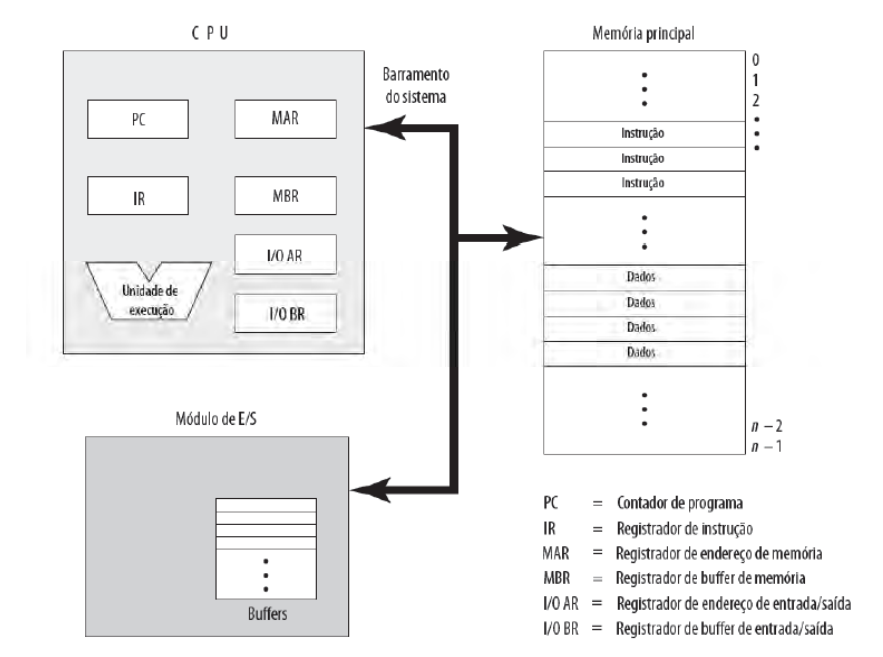 C P U
PC
MAR
IR
MBR
I/O AR
I/O BR
Unidade de
execução
Barramento
do sistema
Memória principal
0
1
2
Instrução
Instrução
Instrução
Dados
Dados
Dados
Dados
n – 2
n – 1
Módulo de E/S
Buffers
PC = Contador de programa
IR = Registrador de instrução
MAR = Registrador de endereço de memória
MBR = Registrador de buffer de memória
I/O AR = Registrador de endereço de entrada/saída
I/O BR = Registrador de buffer de entrada/saída